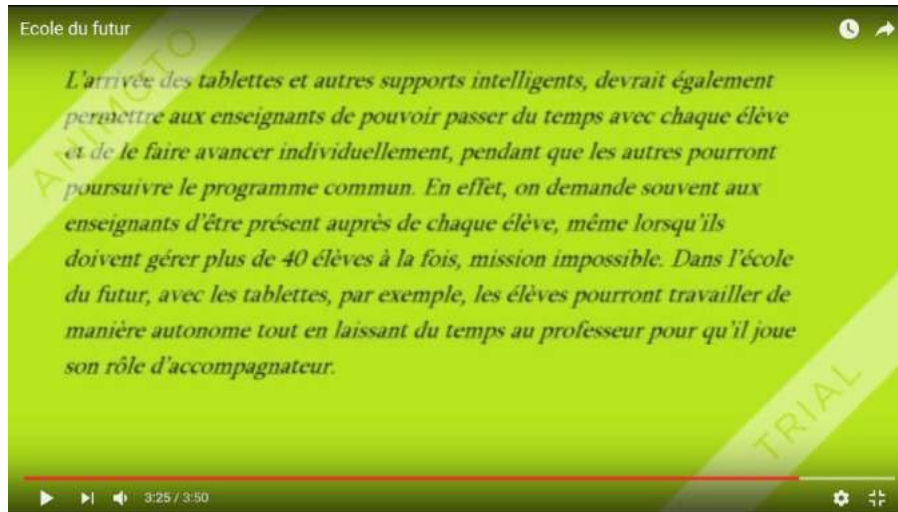 Ecole du futur
L'arrivée des tablettes et autres supports intelligents, devrait également
permettre aux enseignants de pouvoir passer du temps avec chaque élève
et de le faire avancer individuellement, pendant que les autres pourront
poursuivre le programme commun. En effet, on demande souvent aux
enseignants d'être présent auprès de chaque élève, même lorsqu'ils
doivent gérer plus de 40 élèves à la fois, mission impossible. Dans l'école
du futur, avec les tablettes, par exemple, les élèves pourront travailler de
manière autonome tout en laissant du temps au professeur pour qu'il joue
son rôle d'accompagnateur.
ANIMOTO
TRIAL
3:25 / 3:50